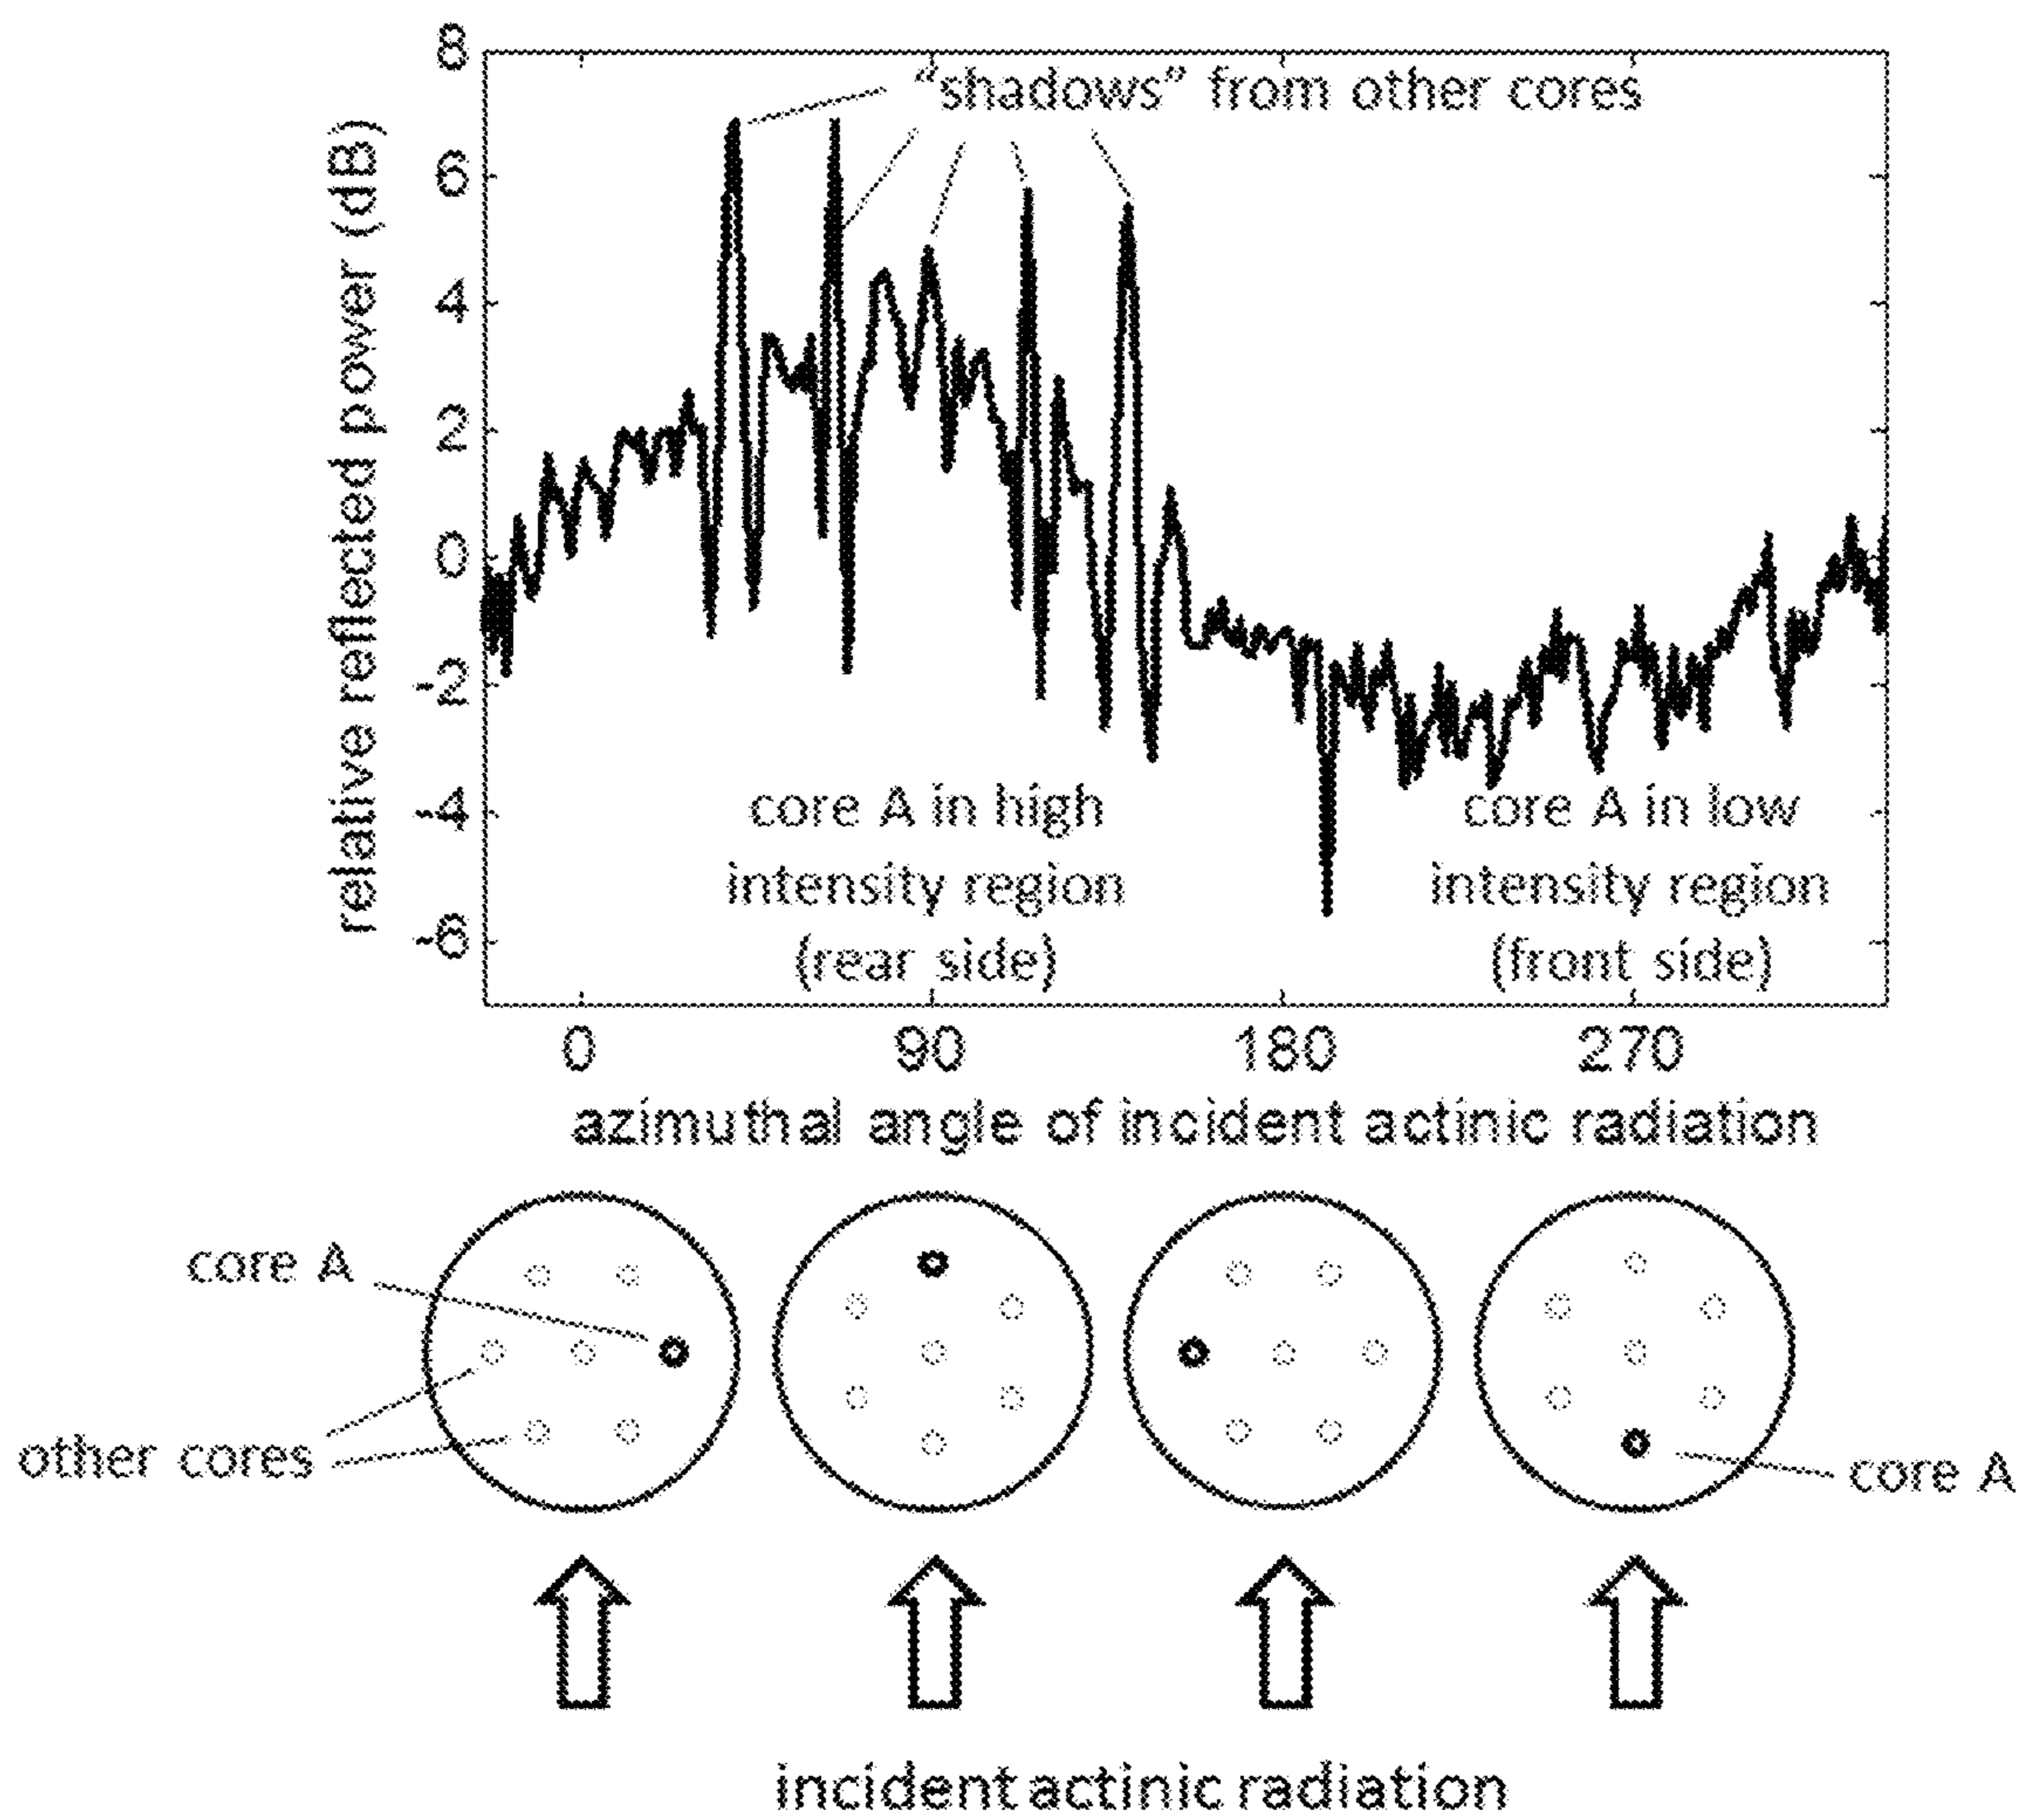 8
"shadows" from other cores
6
4
2
0
-2
-4
-6
relalive reflected power (dB)
core A in high
intensity region
(rear side)
core A in low
intensity region
(front side)
0 90 180 270
azimuthal angle of incident actinic radiation
core A
other cores
core A
incident actinic radiation